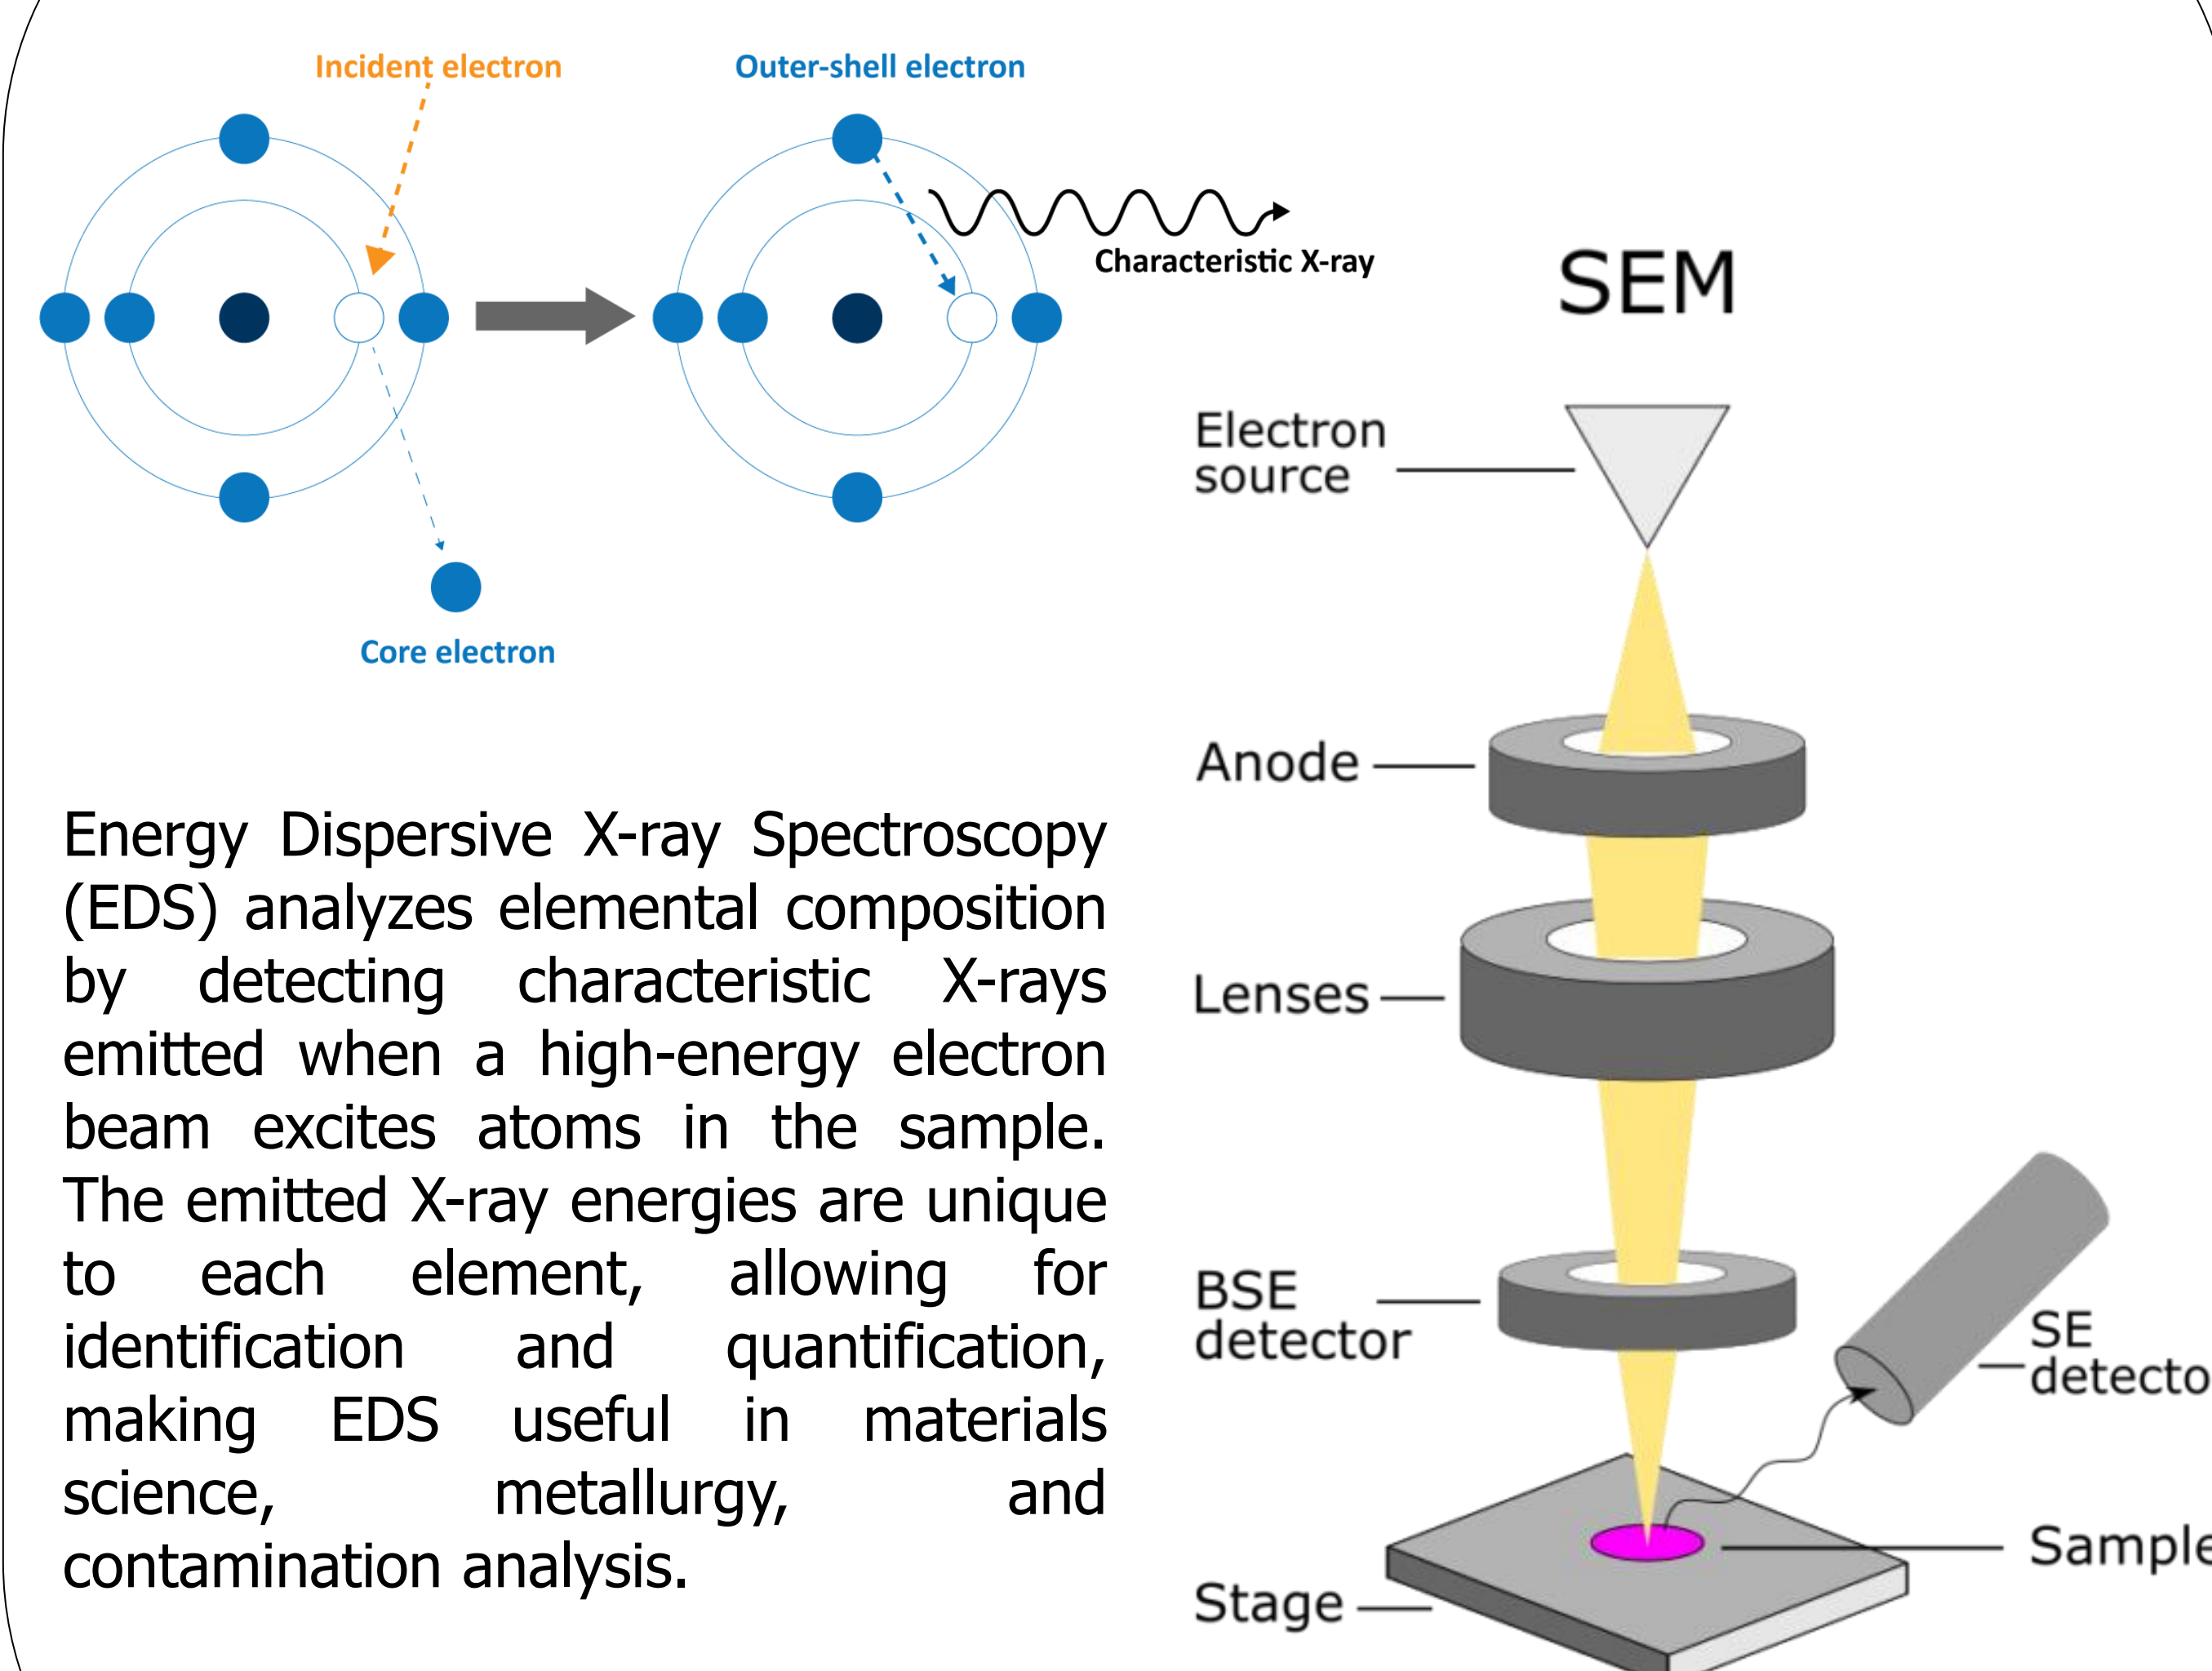 Incident electron
Outer-shell electron
Characteristic X-ray
Core electron
Energy Dispersive X-ray Spectroscopy
(EDS) analyzes elemental composition
by detecting characteristic X-rays
emitted when a high-energy electron
beam excites atoms in the sample.
The emitted X-ray energies are unique
to each element, allowing for
identification and quantification,
making EDS useful in materials
science, metallurgy, and
contamination analysis.
SEM
Electron
source
Anode
Lenses
BSE
detector
SE
detecto
Sample
Stage